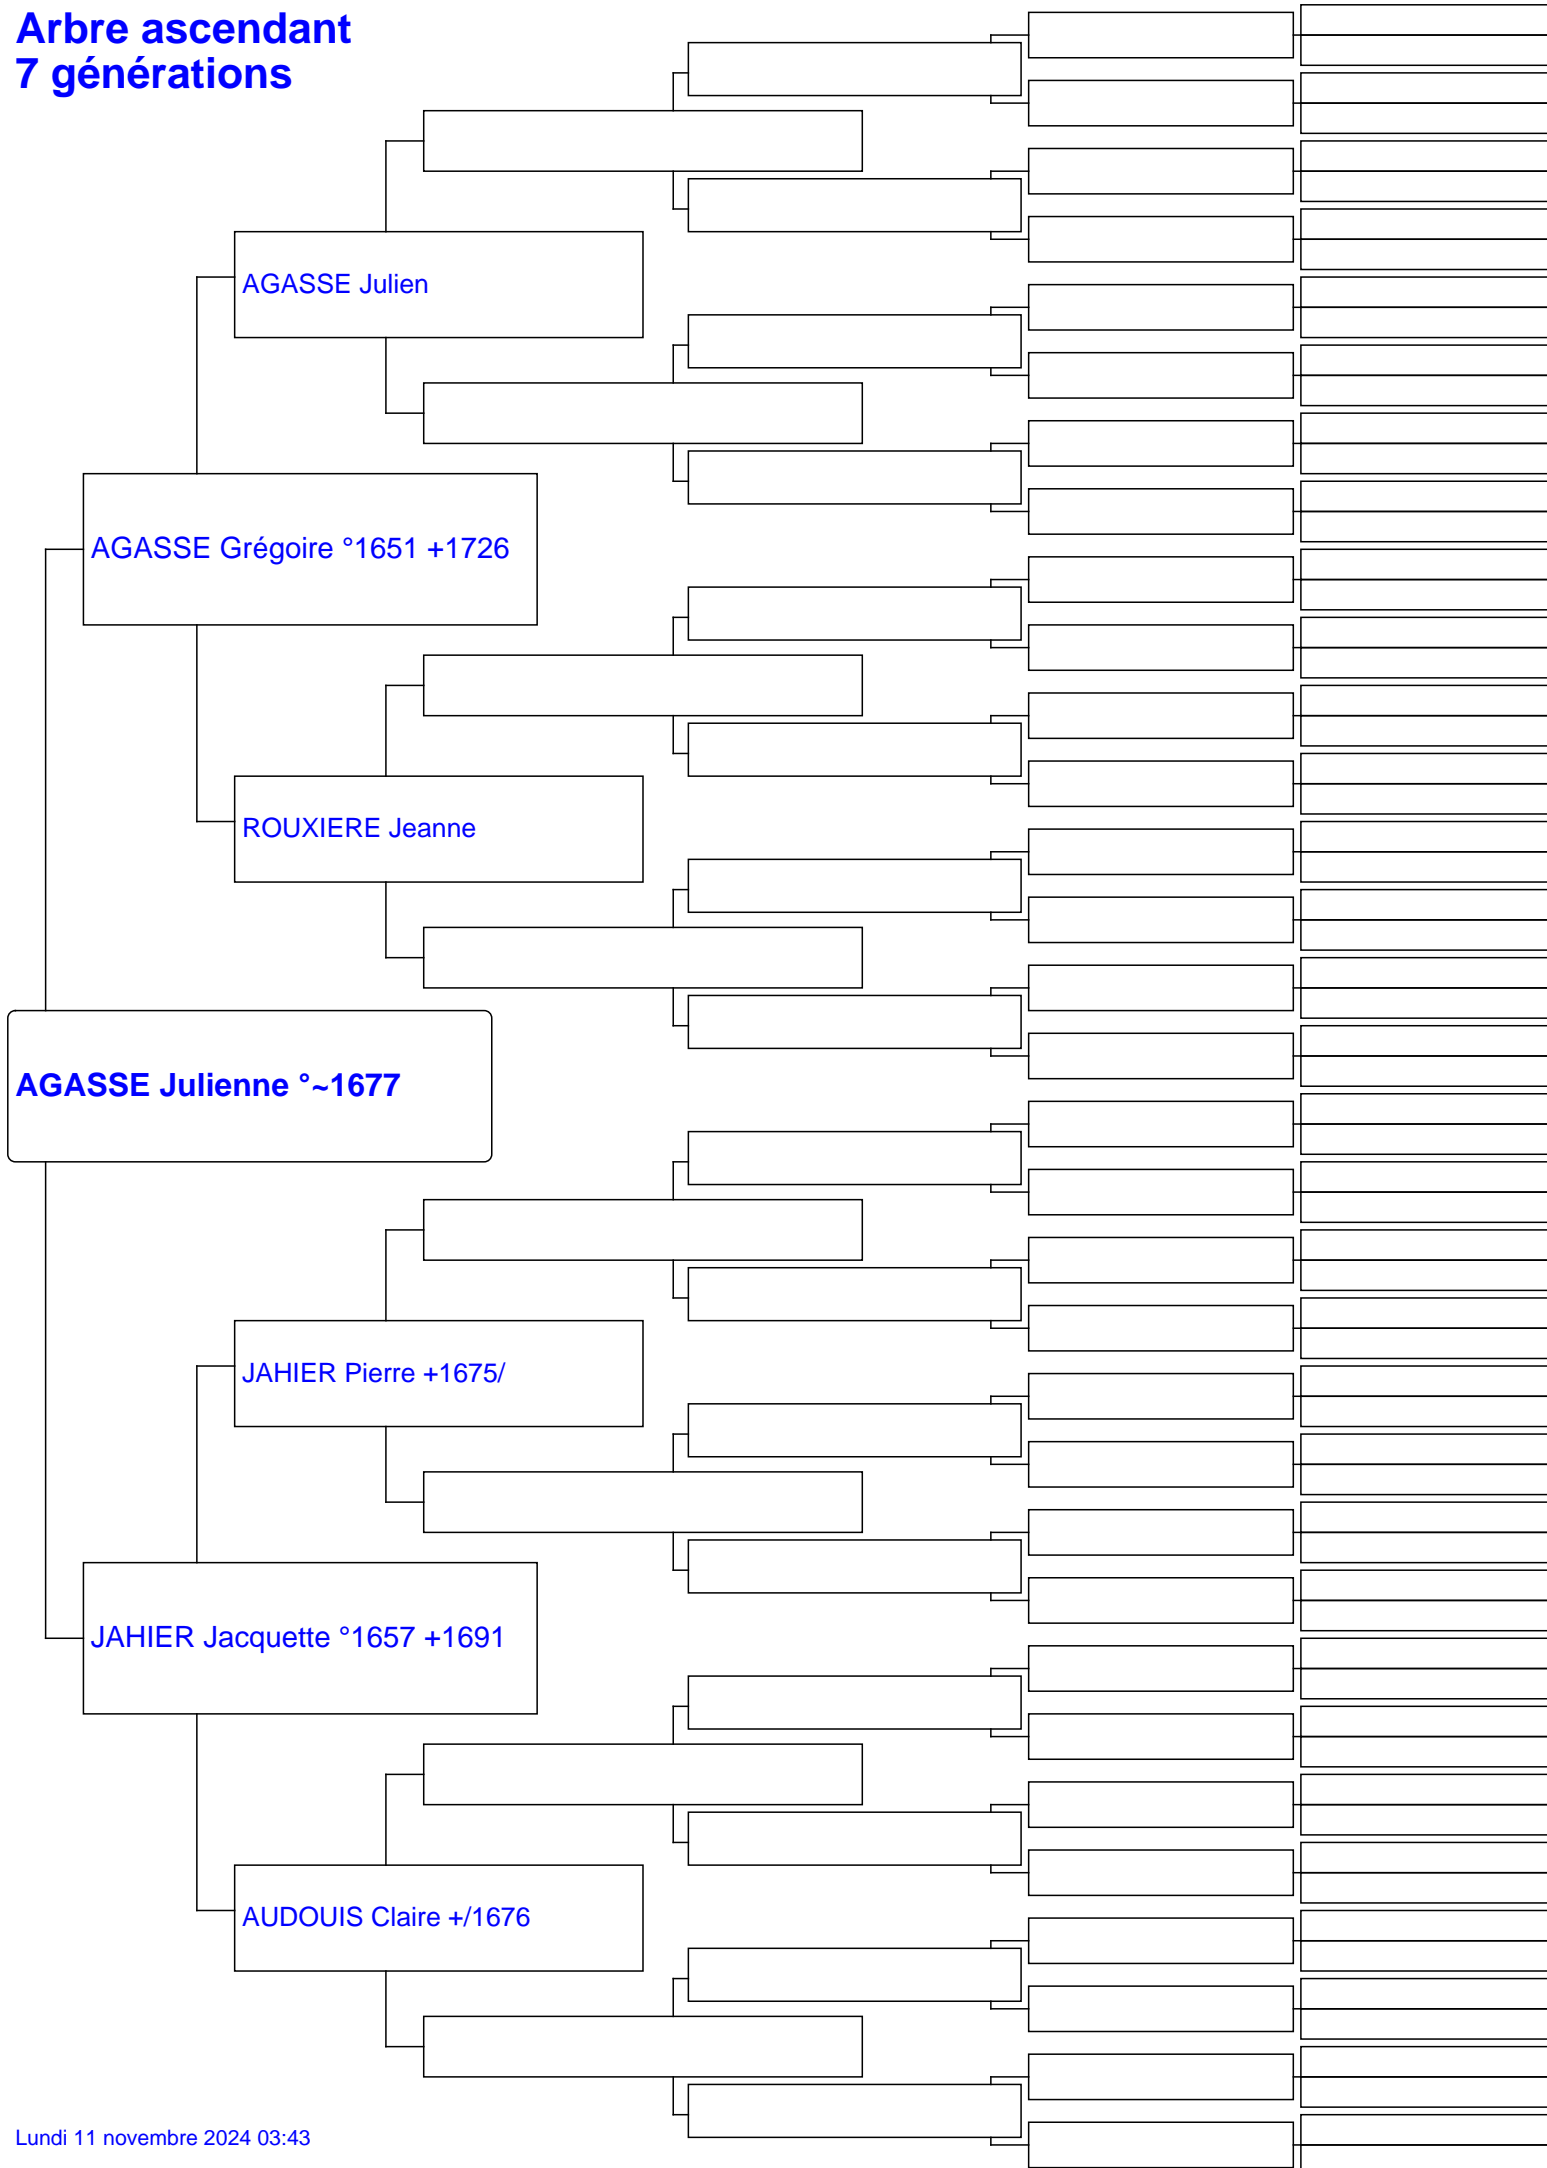 Arbre ascendant
7 générations
AGASSE Julien
AGASSE Grégoire °1651 +1726
ROUXIERE Jeanne
AGASSE Julienne °~1677
JAHIER Pierre +1675/
JAHIER Jacquette °1657 +1691
AUDOUIS Claire +/1676
Lundi 11 novembre 2024 03:43